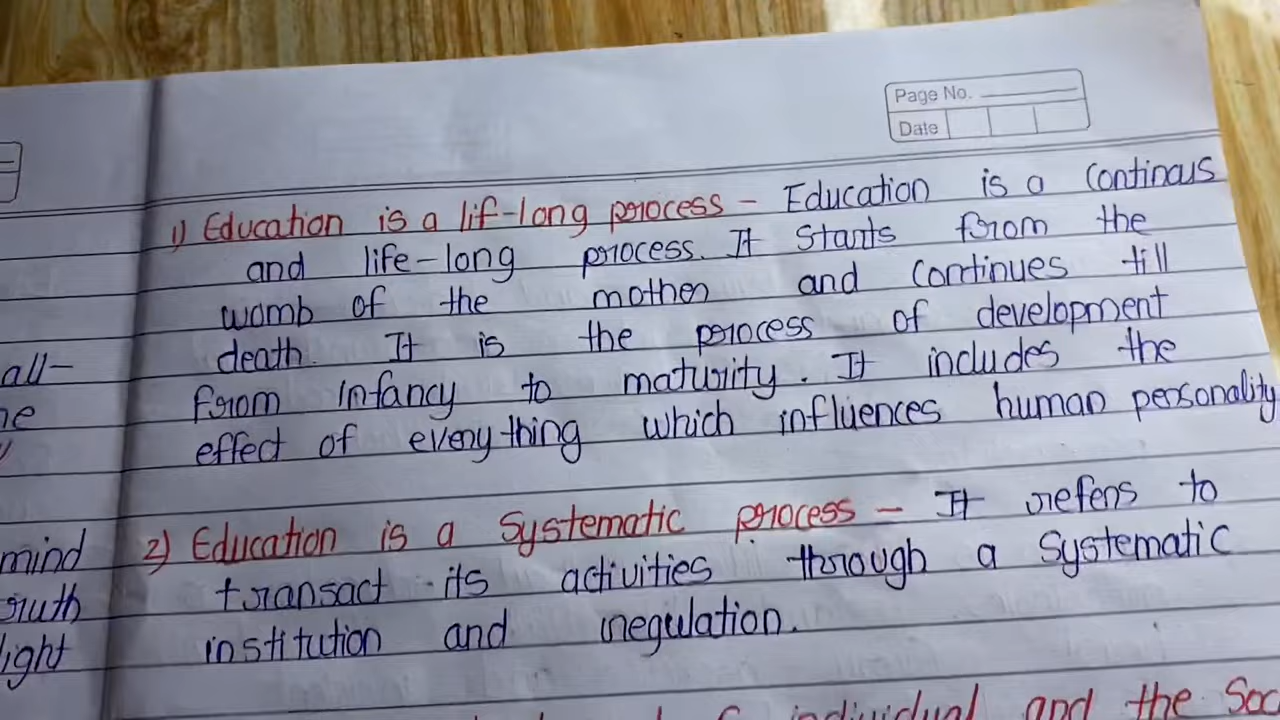 Page No.
Date
1) Education is a lif-long process - Education is a continous
and life-long process. It starts from the
womb of the mother and continues till
death. It is the process of development
from infancy to maturity. It includes the
effect of everything which influences human personality
2) Education is a systematic process - It refers to
transact its activities through a systematic
institution and regulation.
individual and the Soc
all-
he
mind
ruth
light